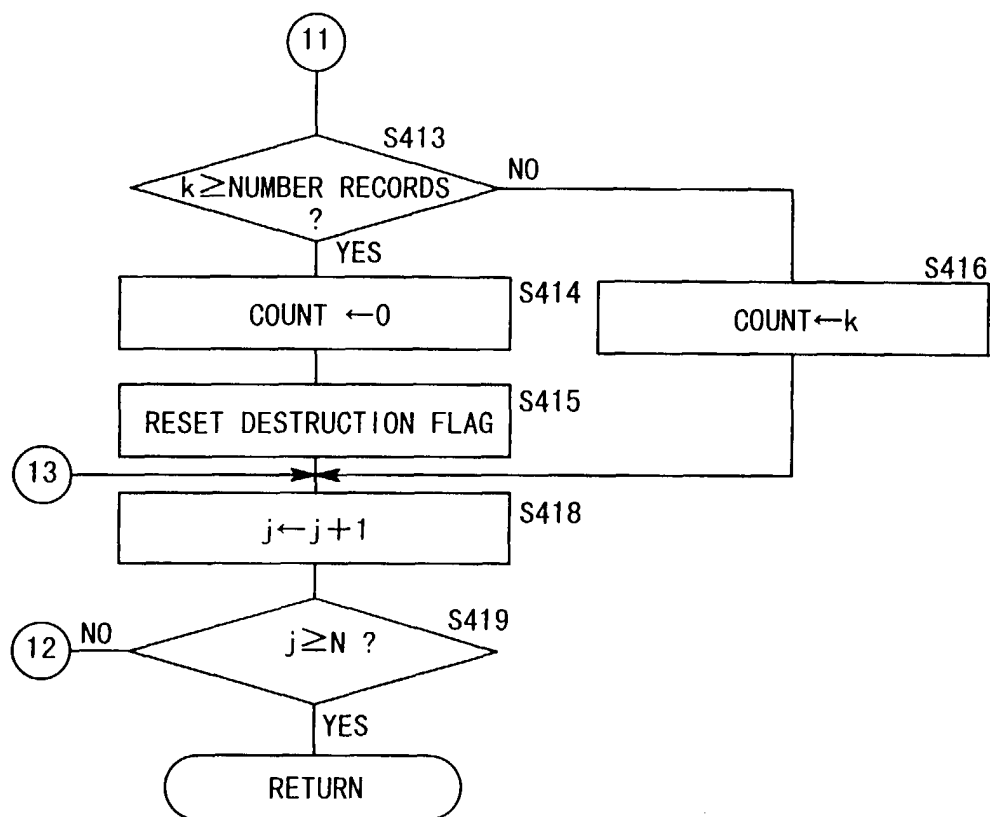 11
S413
NO
k≥NUMBER RECORDS
?
YES
S414
S416
COUNT ←0
COUNT←k
S415
RESET DESTRUCTION FLAG
13
S418
j←j+1
S419
NO
12
j≥N ?
YES
RETURN